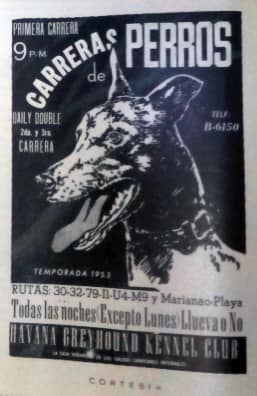 PRIMERA CARRERA
9 P·M
CARRERAS
de
PERROS
DAILY DOUBLE
2da. y 3ra.
CARRERA
TELF.
B-6150
TEMPORADA 1953
RUTAS: 30-32-79-11-U4-M9 y Marianao-Playa
Todas las noches (Excepto Lunes) Llueva o No
HAVANA GREYHOUND KENNEL CLUB
CORTESIA